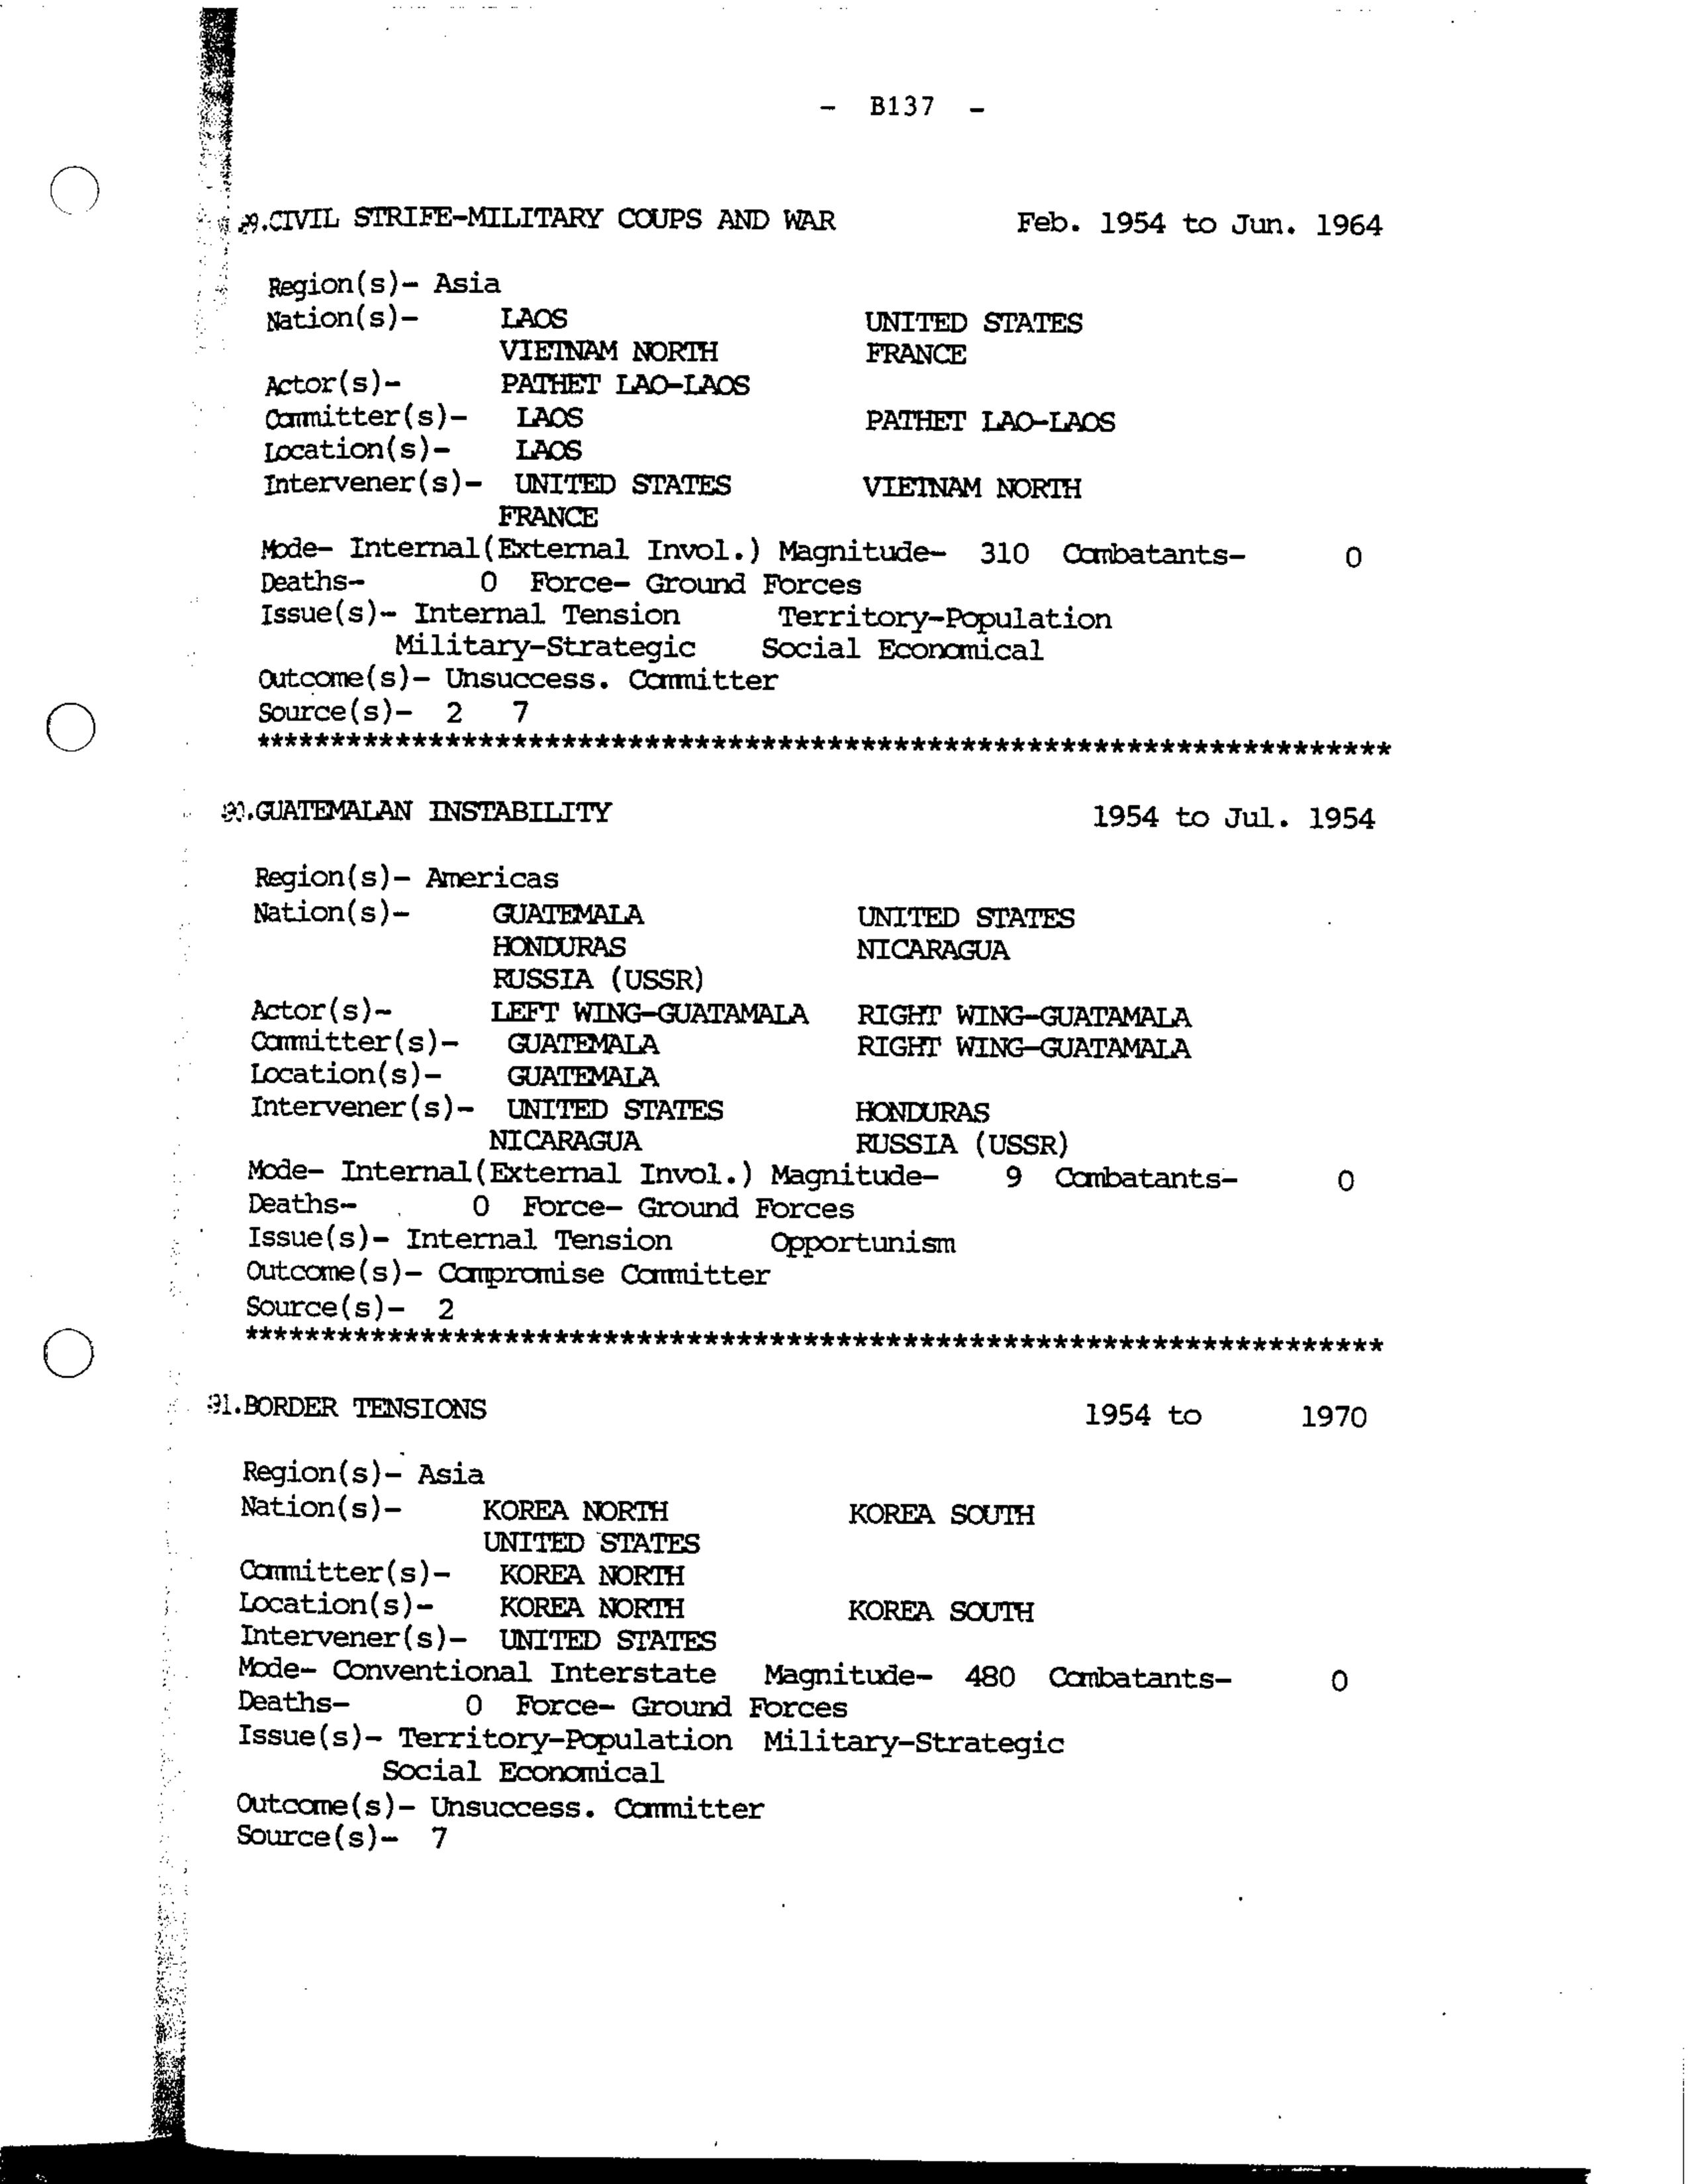 - B137 -
.CIVIL STRIFE-MILITARY COUPS AND WAR Feb. 1954 to Jun. 1964
Region(s)- Asia
Nation(s)- LAOS UNITED STATES
VIETNAM NORTH FRANCE
Actor(s)- PATHET LAO-LAOS
Committer(s)- LAOS PATHET LAO-LAOS
Location(s)- LAOS
Intervener(s)- UNITED STATES VIETNAM NORTH
FRANCE
Mode- Internal(External Invol.) Magnitude- 310 Combatants- 0
Deaths- 0 Force- Ground Forces
Issue(s)- Internal Tension Territory-Population
Military-Strategic Social Economical
Outcome(s)- Unsuccess. Committer
Source(s)- 2 7
*********************************************************************
90.GUATEMALAN INSTABILITY 1954 to Jul. 1954
Region(s)- Americas
Nation(s)- GUATEMALA UNITED STATES
HONDURAS NICARAGUA
RUSSIA (USSR)
Actor(s)- LEFT WING-GUATAMALA RIGHT WING-GUATAMALA
Committer(s)- GUATEMALA RIGHT WING-GUATAMALA
Location(s)- GUATEMALA
Intervener(s)- UNITED STATES HONDURAS
NICARAGUA RUSSIA (USSR)
Mode- Internal(External Invol.) Magnitude- 9 Combatants- 0
Deaths- 0 Force- Ground Forces
Issue(s)- Internal Tension Opportunism
Outcome(s)- Compromise Committer
Source(s)- 2
*********************************************************************
91.BORDER TENSIONS 1954 to 1970
Region(s)- Asia
Nation(s)- KOREA NORTH KOREA SOUTH
UNITED STATES
Committer(s)- KOREA NORTH
Location(s)- KOREA NORTH KOREA SOUTH
Intervener(s)- UNITED STATES
Mode- Conventional Interstate Magnitude- 480 Combatants- 0
Deaths- 0 Force- Ground Forces
Issue(s)- Territory-Population Military-Strategic
Social Economical
Outcome(s)- Unsuccess. Committer
Source(s)- 7